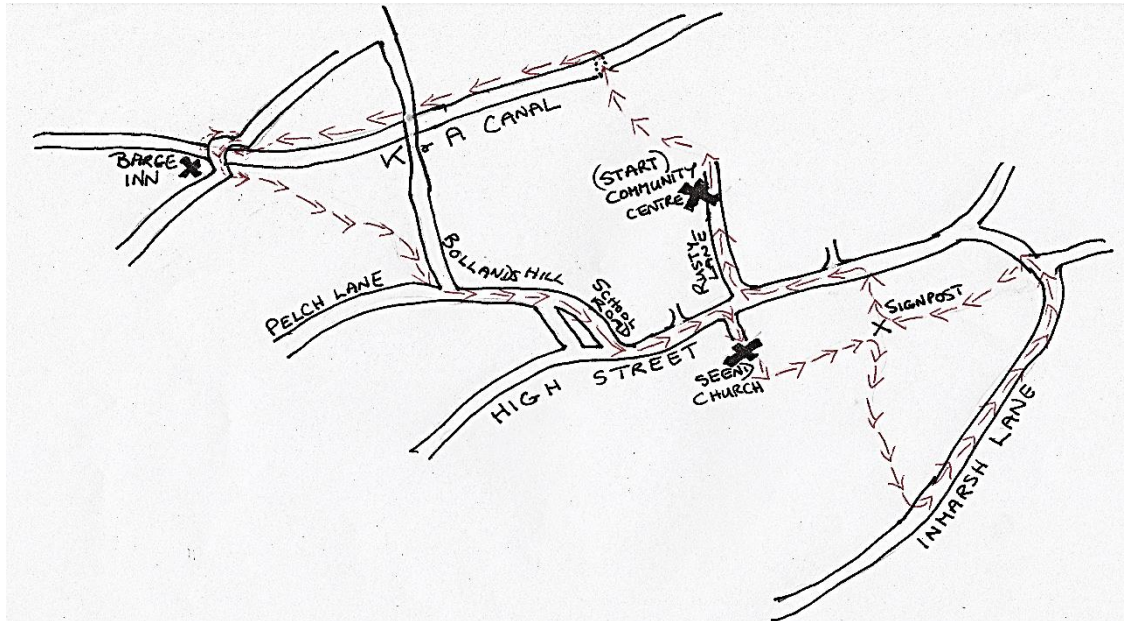 K & A CANAL
BARGE
INN
(START)
COMMUNITY
CENTRE
RUSTY
LANE
BOLLANDS HILL
SCHOOL
ROAD
PELCH LANE
SIGNPOST
HIGH STREET
SEEND
CHURCH
INMARSH LANE